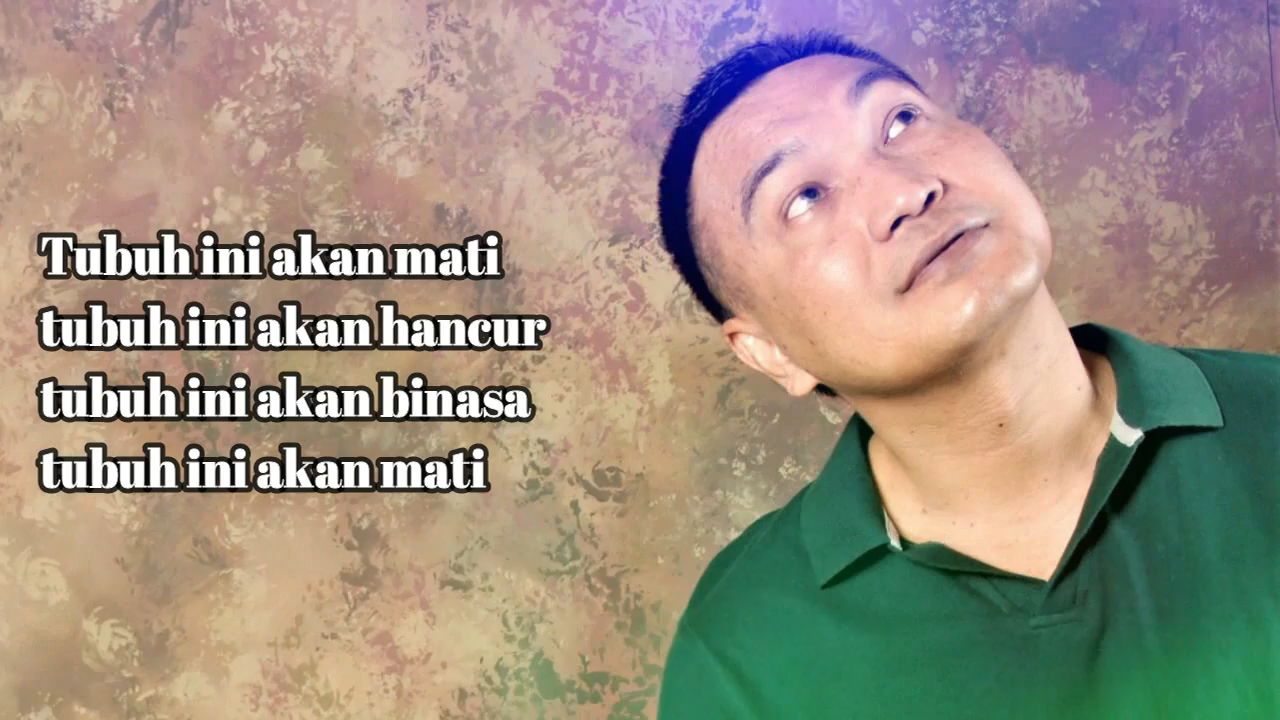 Tubuh ini akan mati
tubuh ini akan hancur
tubuh ini akan binasa
tubuh ini akan mati